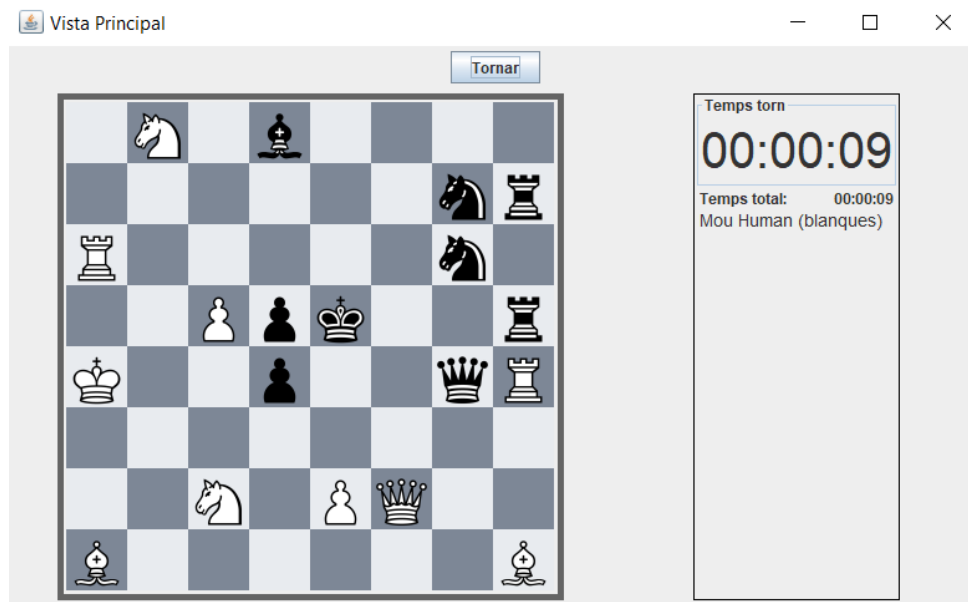 Vista Principal
Tornar
Temps torn
00:00:09
Temps total: 00:00:09
Mou Human (blanques)